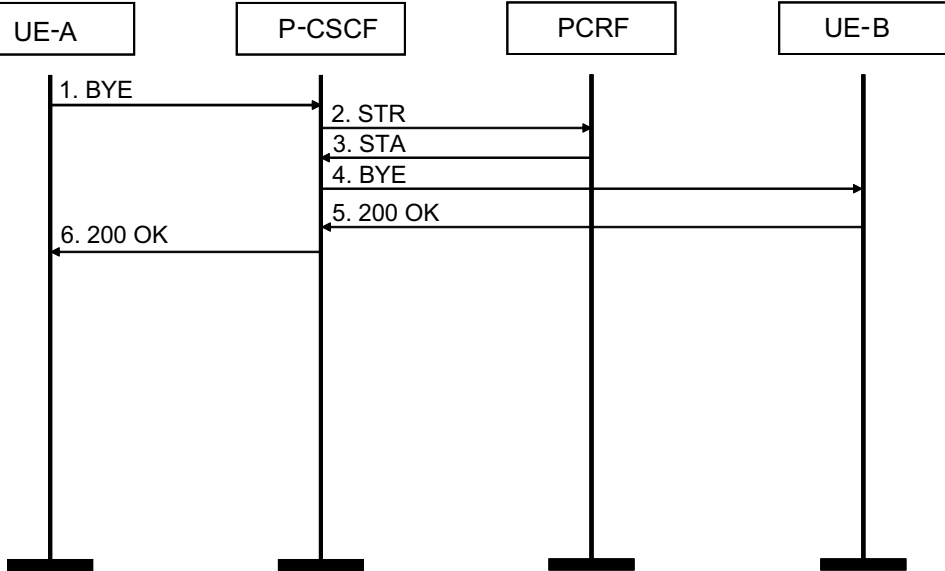 UE-A
P-CSCF
PCRF
UE-B
1. BYE
2. STR
3. STA
4. BYE
5. 200 OK
6. 200 OK